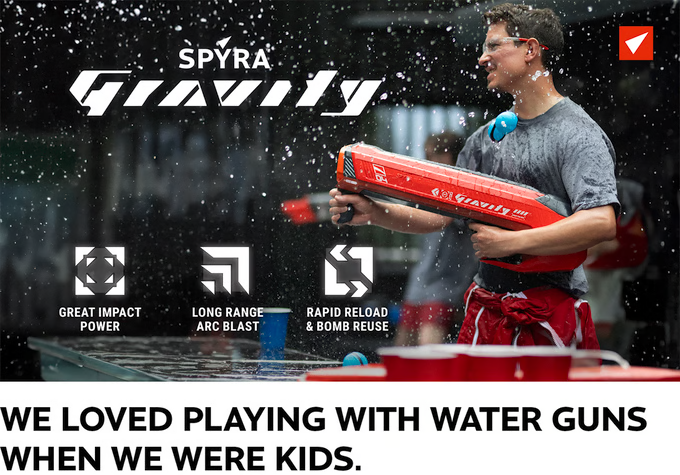 SPYRA
Gravity
GREAT IMPACT
POWER
LONG RANGE
ARC BLAST
RAPID RELOAD
& BOMB REUSE
Gravity
WE LOVED PLAYING WITH WATER GUNS
WHEN WE WERE KIDS.